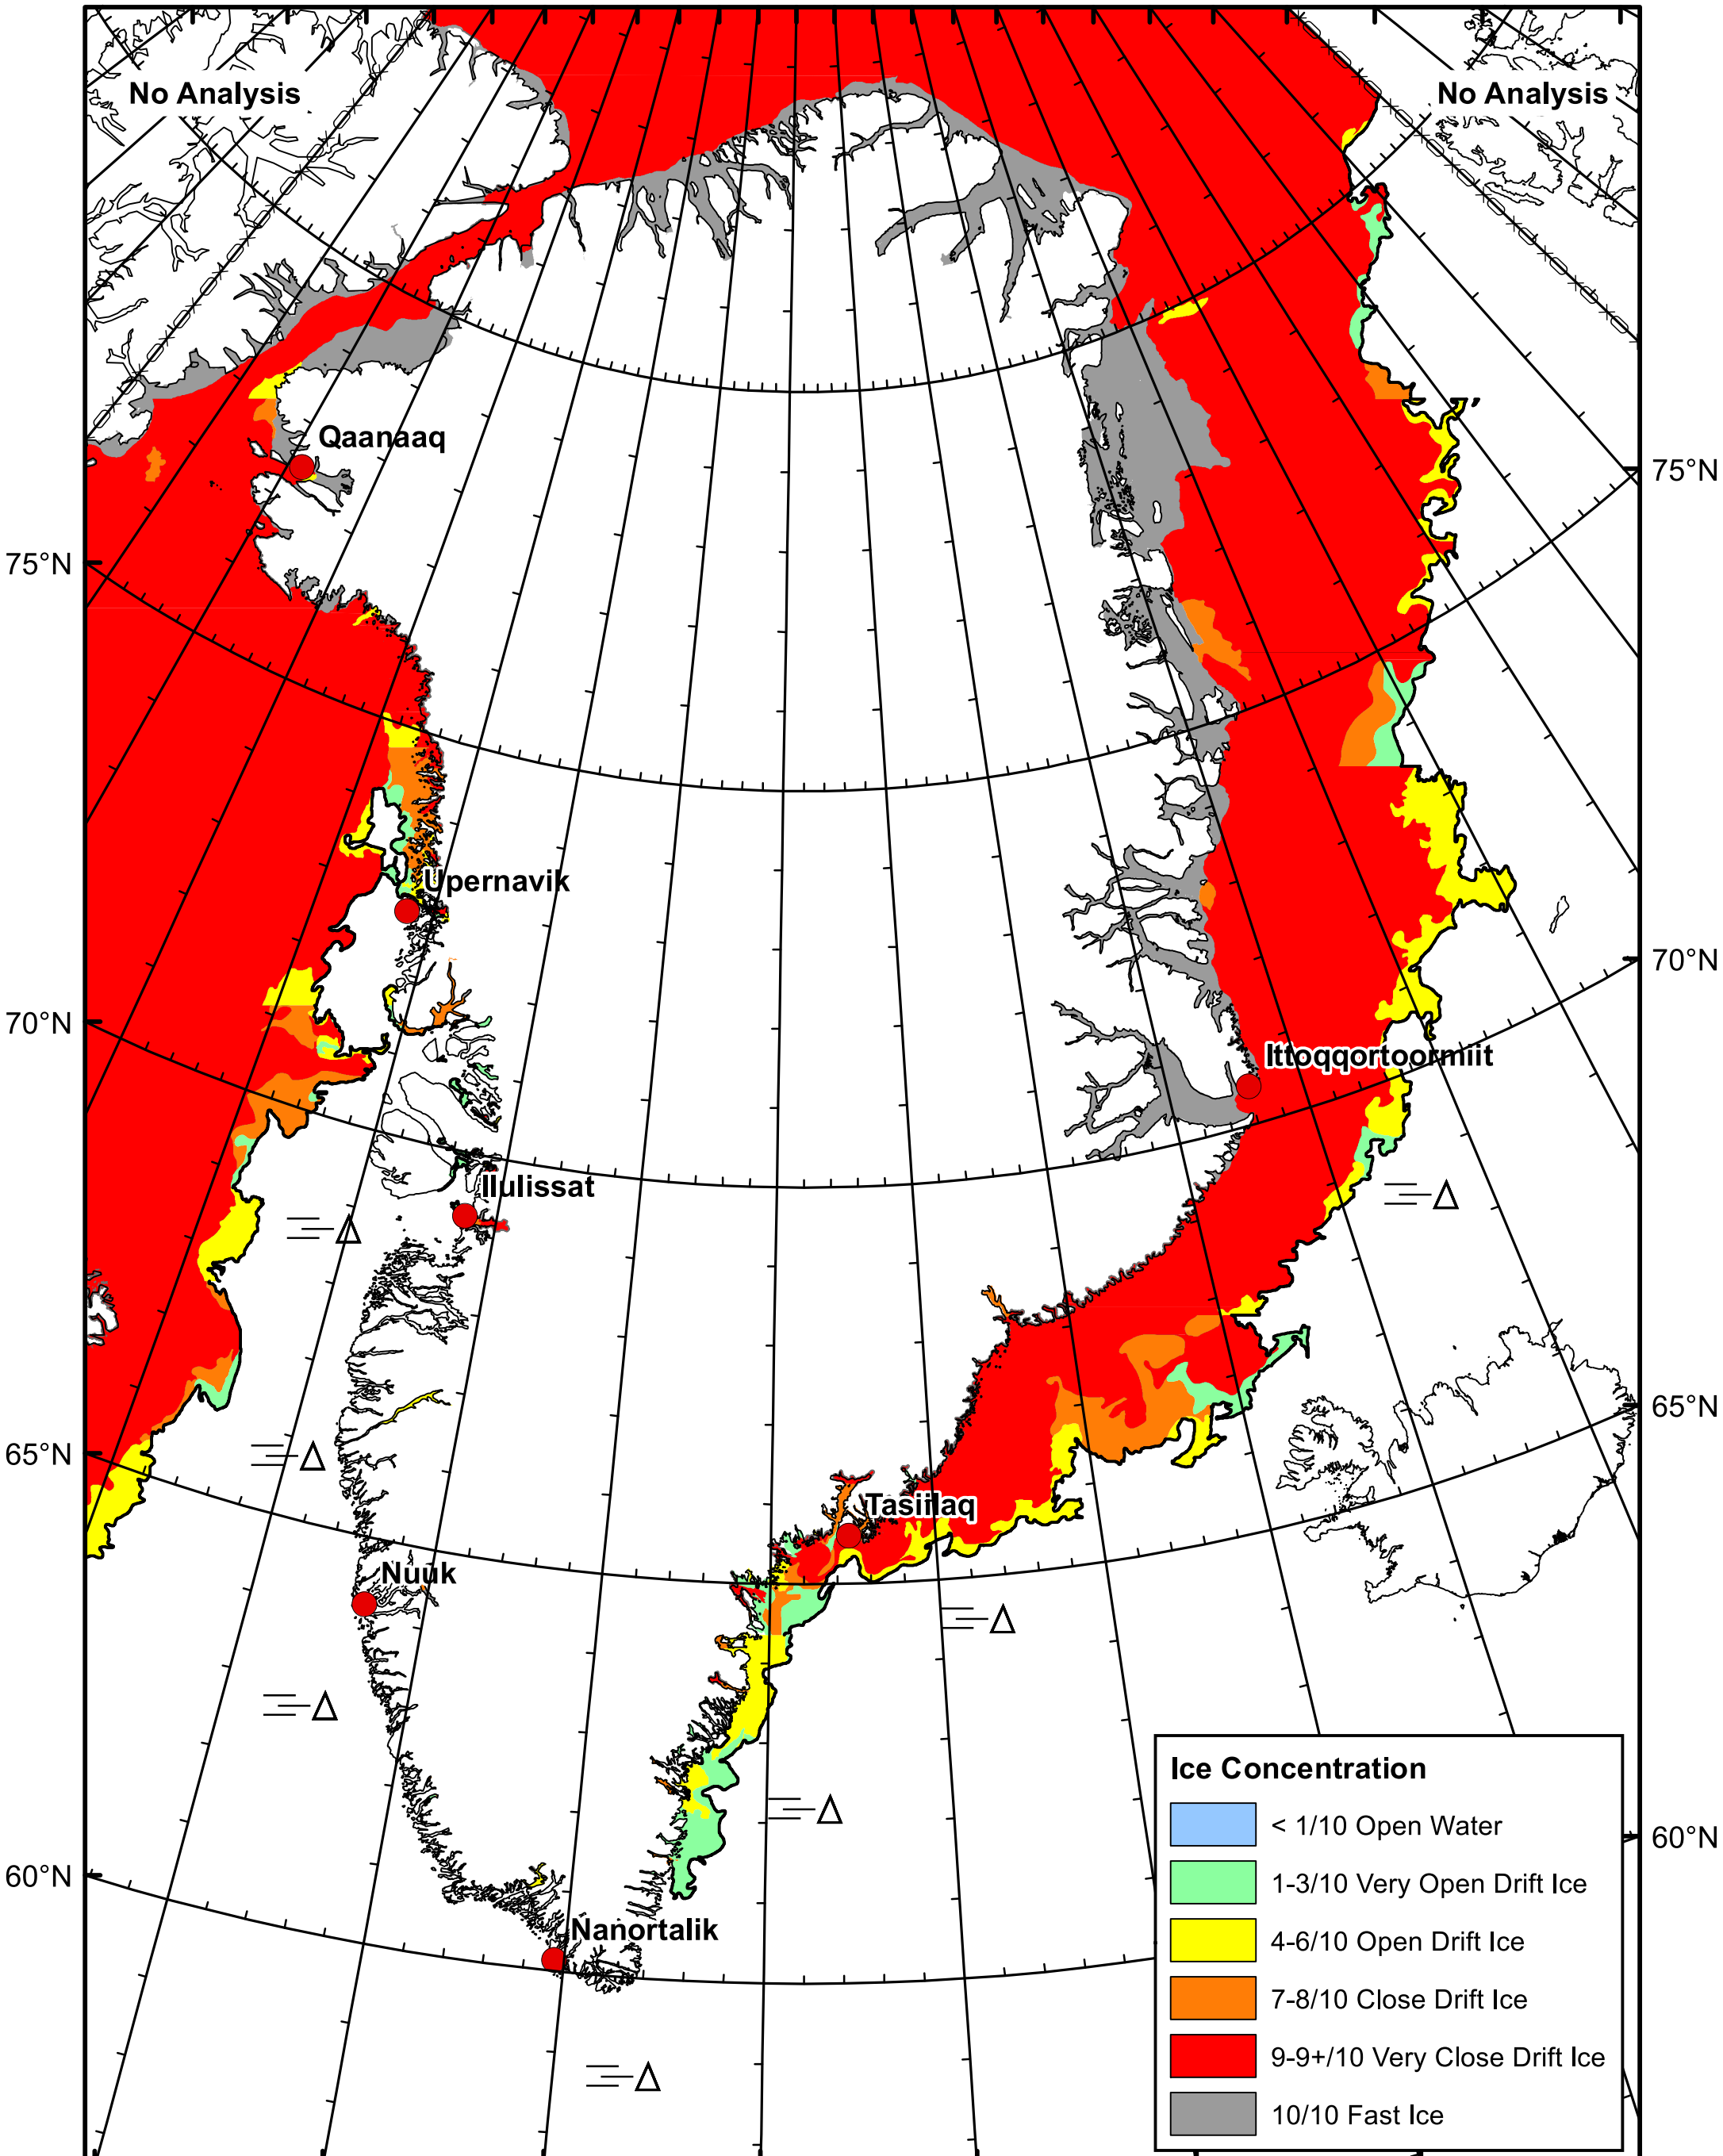 No Analysis
No Analysis
Qaanaaq
75°N
75°N
Upernavik
70°N
70°N
Ittoqqortoormiit
Ilulissat
65°N
65°N
Tasiilaq
Nuuk
60°N
60°N
Nanortalik
Ice Concentration
< 1/10 Open Water
1-3/10 Very Open Drift Ice
4-6/10 Open Drift Ice
7-8/10 Close Drift Ice
9-9+/10 Very Close Drift Ice
10/10 Fast Ice